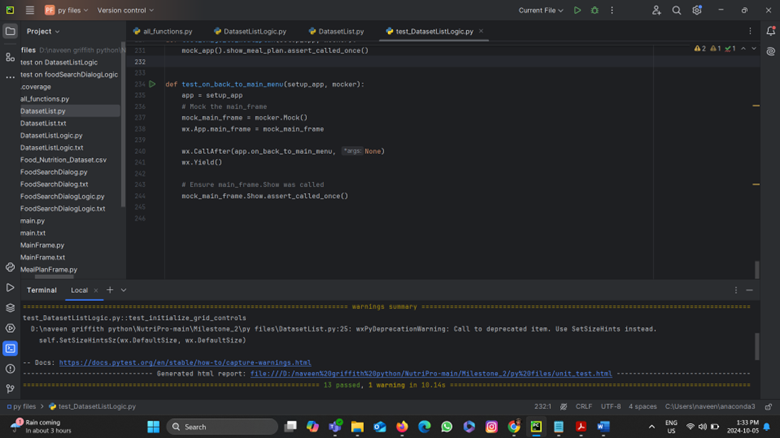 PY
py files
Version control
Current File
Project
all_functions.py
DatasetListLogic.py
DatasetList.py
test_DatasetListLogic.py
files D:\naveen griffith python\N
test on DatasetListLogic
test on foodSearchDialogLogic
.coverage
all_functions.py
DatasetList.py
DatasetList.txt
DatasetListLogic.py
DatasetListLogic.txt
Food_Nutrition_Dataset.csv
FoodSearchDialog.py
FoodSearchDialog.txt
FoodSearchDialogLogic.py
FoodSearchDialogLogic.txt
main.py
main.txt
MainFrame.py
MainFrame.txt
MealPlanFrame.py
2 1 1
231 mock_app().show_meal_plan.assert_called_once()
232
233
234 def test_on_back_to_main_menu(setup_app, mocker):
235 app = setup_app
236 # Mock the main_frame
237 mock_main_frame = mocker.Mock()
238 wx.App.main_frame = mock_main_frame
239
240 wx.CallAfter(app.on_back_to_main_menu, *args: None)
241 wx.Yield()
242
243 # Ensure main_frame.Show was called
244 mock_main_frame.Show.assert_called_once()
245
246
Terminal
Local
warnings summary
test_DatasetListLogic.py::test_initialize_grid_controls
D:\naveen griffith python\NutriPro-main\Milestone_2\py files\DatasetList.py:25: wxPyDeprecationWarning: Call to deprecated item. Use SetSizeHints instead.
self.SetSizeHintsSz(wx.DefaultSize, wx.DefaultSize)
-- Docs: https://docs.pytest.org/en/stable/how-to/capture-warnings.html
Generated html report: file:///D:/naveen%20griffith%20python/NutriPro-main/Milestone_2/py%20files/unit_test.html
13 passed, 1 warning in 10.14s
py files
test_DatasetListLogic.py
232:1
CRLF
UTF-8
4 spaces
C:\Users\naveen\anaconda3
Rain coming
In about 3 hours
Search
ENG
US
1:33 PM
2024-10-05